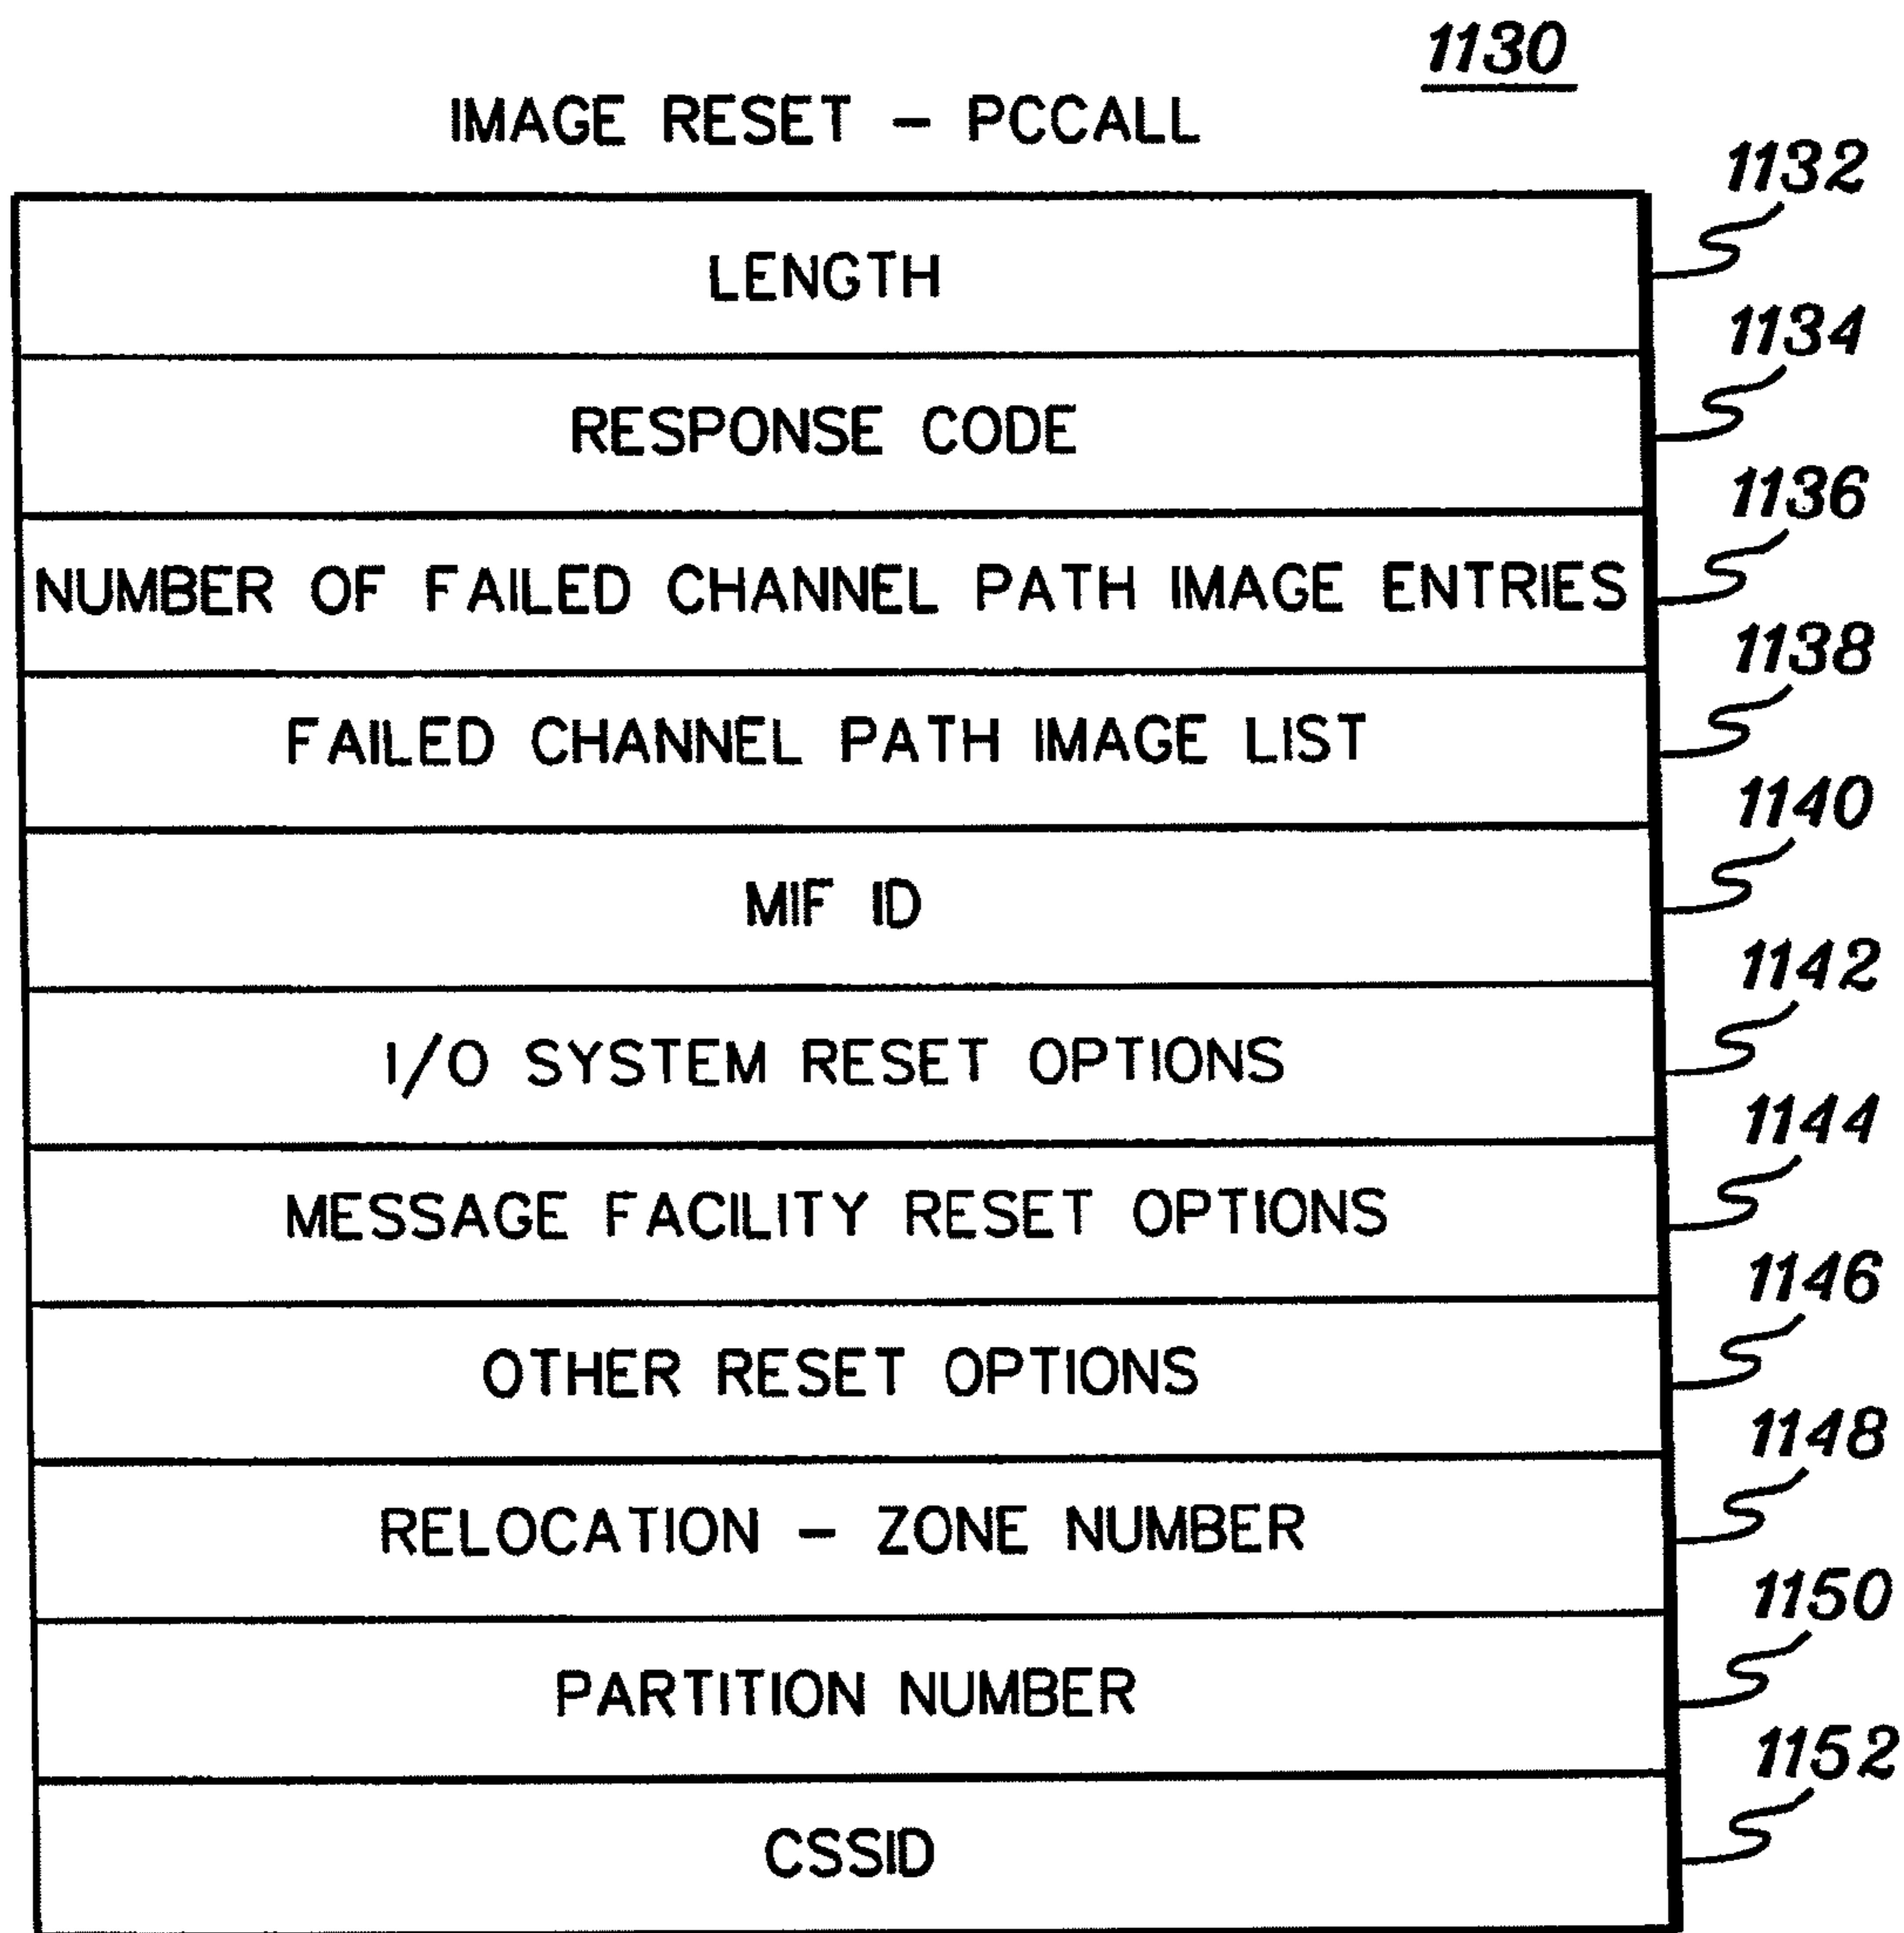 1130
IMAGE RESET – PCCALL
1132
LENGTH
1134
RESPONSE CODE
1136
NUMBER OF FAILED CHANNEL PATH IMAGE ENTRIES
1138
FAILED CHANNEL PATH IMAGE LIST
1140
MIF ID
1142
I/O SYSTEM RESET OPTIONS
1144
MESSAGE FACILITY RESET OPTIONS
1146
OTHER RESET OPTIONS
1148
RELOCATION – ZONE NUMBER
1150
PARTITION NUMBER
1152
CSSID